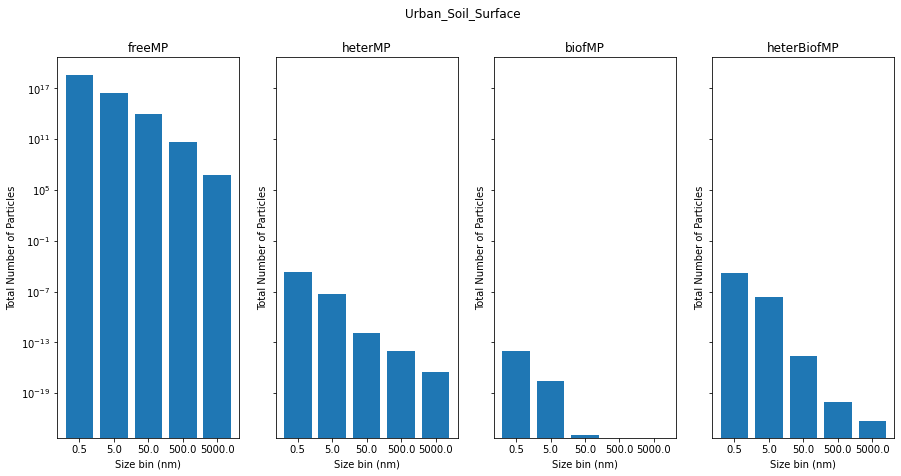 Urban_Soil_Surface
freeMP
heterMP
biofMP
heterBiofMP
Total Number of Particles
10^17
10^11
10^5
10^-1
10^-7
10^-13
10^-19
0.5 5.0 50.0 500.0 5000.0
Size bin (nm)
Total Number of Particles
0.5 5.0 50.0 500.0 5000.0
Size bin (nm)
Total Number of Particles
0.5 5.0 50.0 500.0 5000.0
Size bin (nm)
Total Number of Particles
0.5 5.0 50.0 500.0 5000.0
Size bin (nm)